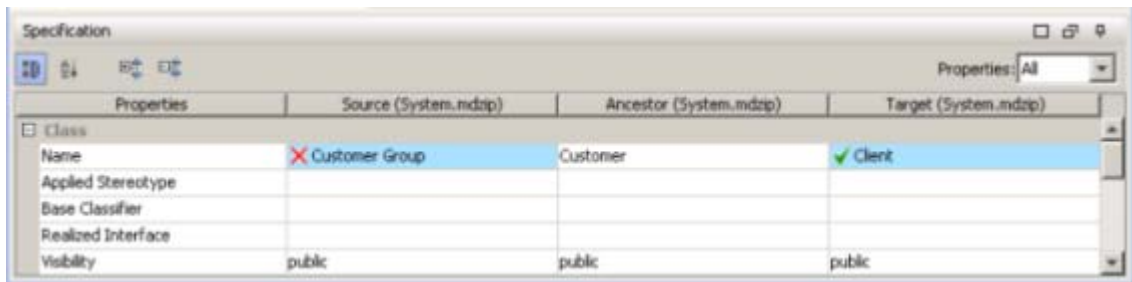 Specification
Properties: All
Properties Source (System.mdzip) Ancestor (System.mdzip) Target (System.mdzip)
Class
Name Customer Group Customer Client
Applied Stereotype
Base Classifier
Realized Interface
Visibility public public public